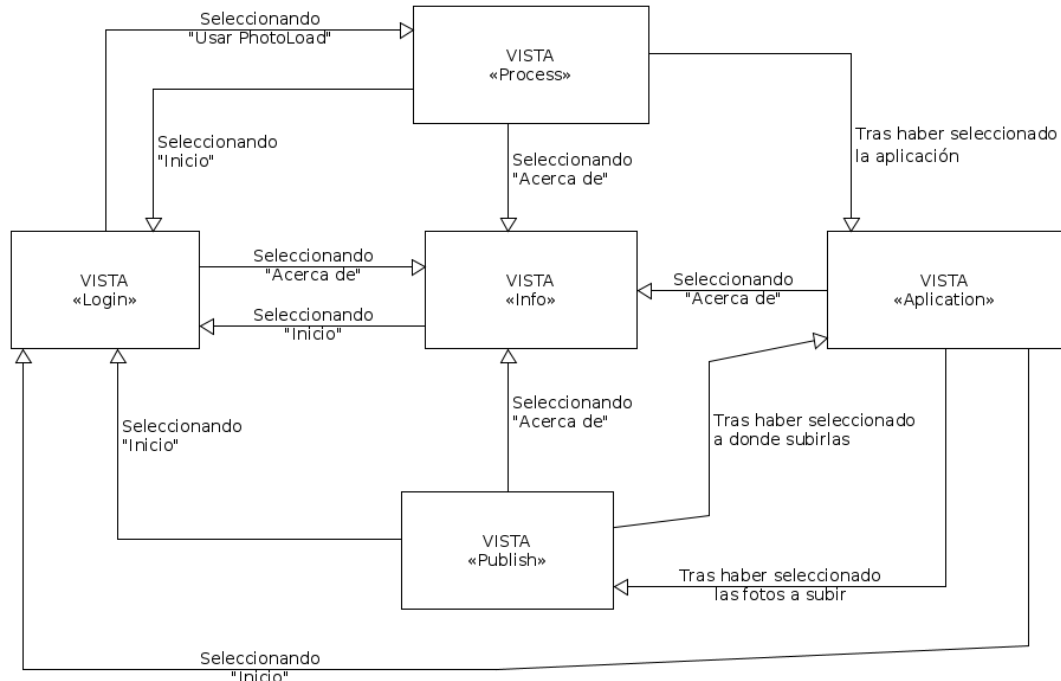 Seleccionando
"Usar PhotoLoad"
VISTA
«Process»
Seleccionando
"Inicio"
Seleccionando
"Acerca de"
Tras haber seleccionado
la aplicación
VISTA
«Login»
Seleccionando
"Acerca de"
Seleccionando
"Inicio"
VISTA
«Info»
Seleccionando
"Acerca de"
VISTA
«Aplication»
Seleccionando
"Inicio"
Seleccionando
"Acerca de"
Tras haber seleccionado
a donde subirlas
VISTA
«Publish»
Tras haber seleccionado
las fotos a subir
Seleccionando
"Inicio"